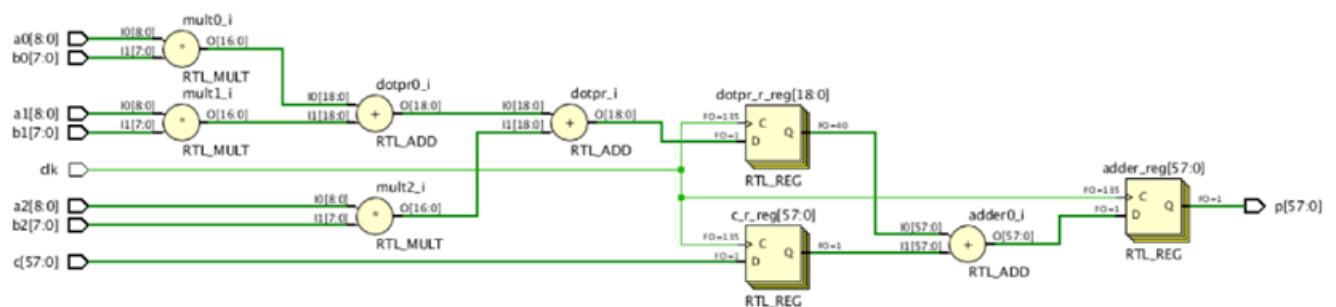 mult0_i
a0[8:0] I0[8:0] O[16:0]
b0[7:0] I1[7:0]
RTL_MULT
mult1_i
a1[8:0] I0[8:0] O[16:0]
b1[7:0] I1[7:0]
RTL_MULT
dotpr0_i
I0[18:0] O[18:0]
I1[18:0]
RTL_ADD
dotpr_i
I0[18:0] O[18:0]
I1[18:0]
RTL_ADD
dotpr_r_reg[18:0]
FO=135 C Q FO=40
FO=1 D
RTL_REG
clk
mult2_i
a2[8:0] I0[8:0] O[16:0]
b2[7:0] I1[7:0]
RTL_MULT
c[57:0]
c_r_reg[57:0]
FO=135 C Q FO=1
FO=1 D
RTL_REG
adder0_i
I0[57:0] O[57:0]
I1[57:0]
RTL_ADD
adder_reg[57:0]
FO=135 C Q FO=1 p[57:0]
FO=1 D
RTL_REG